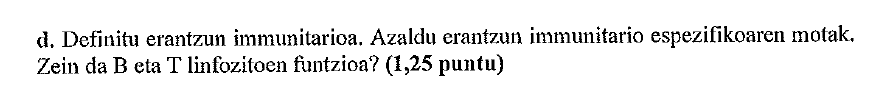 d. Definitu erantzun immunitarioa. Azaldu erantzun immunitario espezifikoaren motak.
Zein da B eta T linfozitoen funtzioa? (1,25 puntu)